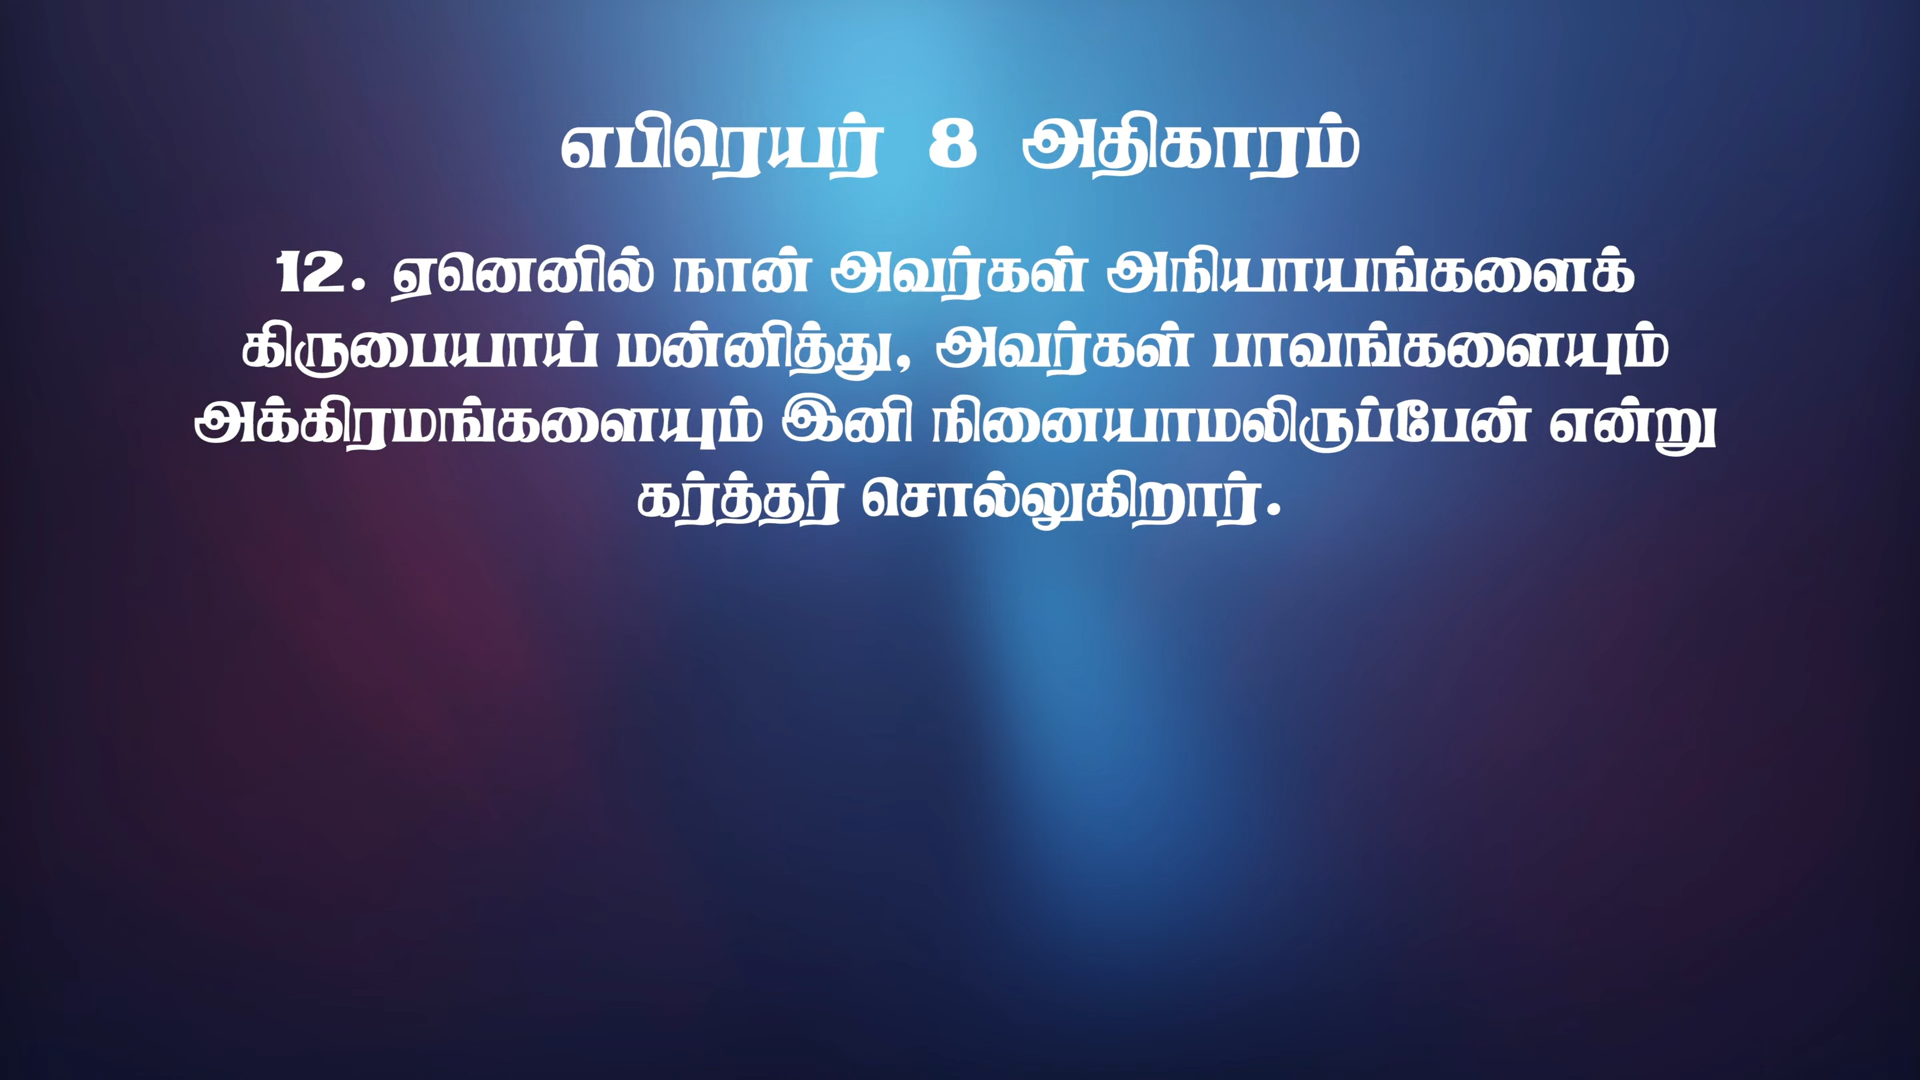 எபிரெயர் 8 அதிகாரம்
12. ஏனெனில் நான் அவர்கள் அநியாயங்களைக்
கிருபையாய் மன்னித்து, அவர்கள் பாவங்களையும்
அக்கிரமங்களையும் இனி நினையாமலிருப்பேன் என்று
கர்த்தர் சொல்லுகிறார்.